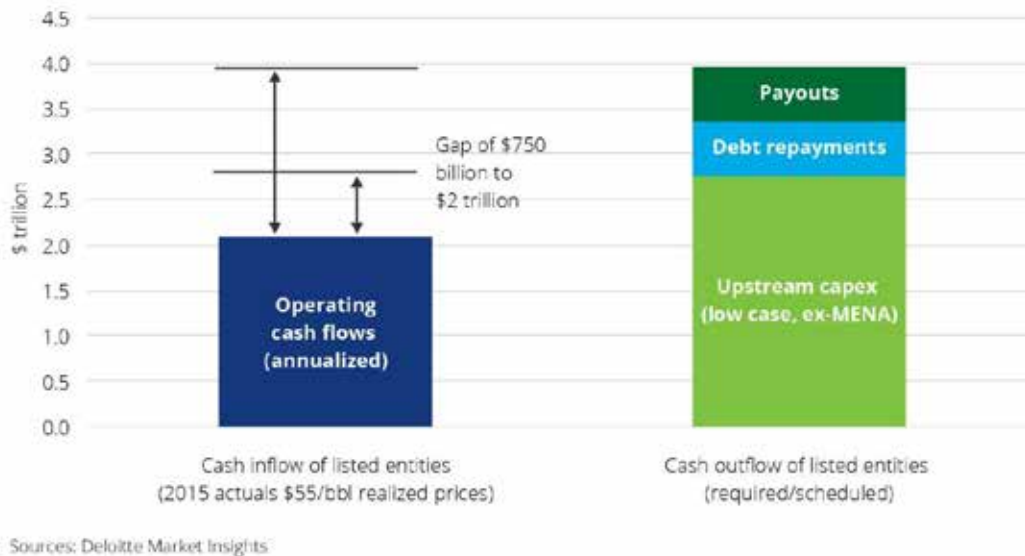 4.5
4.0
3.5
3.0
2.5
2.0
1.5
1.0
0.5
0.0
$ trillion
Gap of $750
billion to
$2 trillion
Operating
cash flows
(annualized)
Payouts
Debt repayments
Upstream capex
(low case, ex-MENA)
Cash inflow of listed entities
(2015 actuals $55/bbl realized prices)
Cash outflow of listed entities
(required/scheduled)
Sources: Deloitte Market Insights